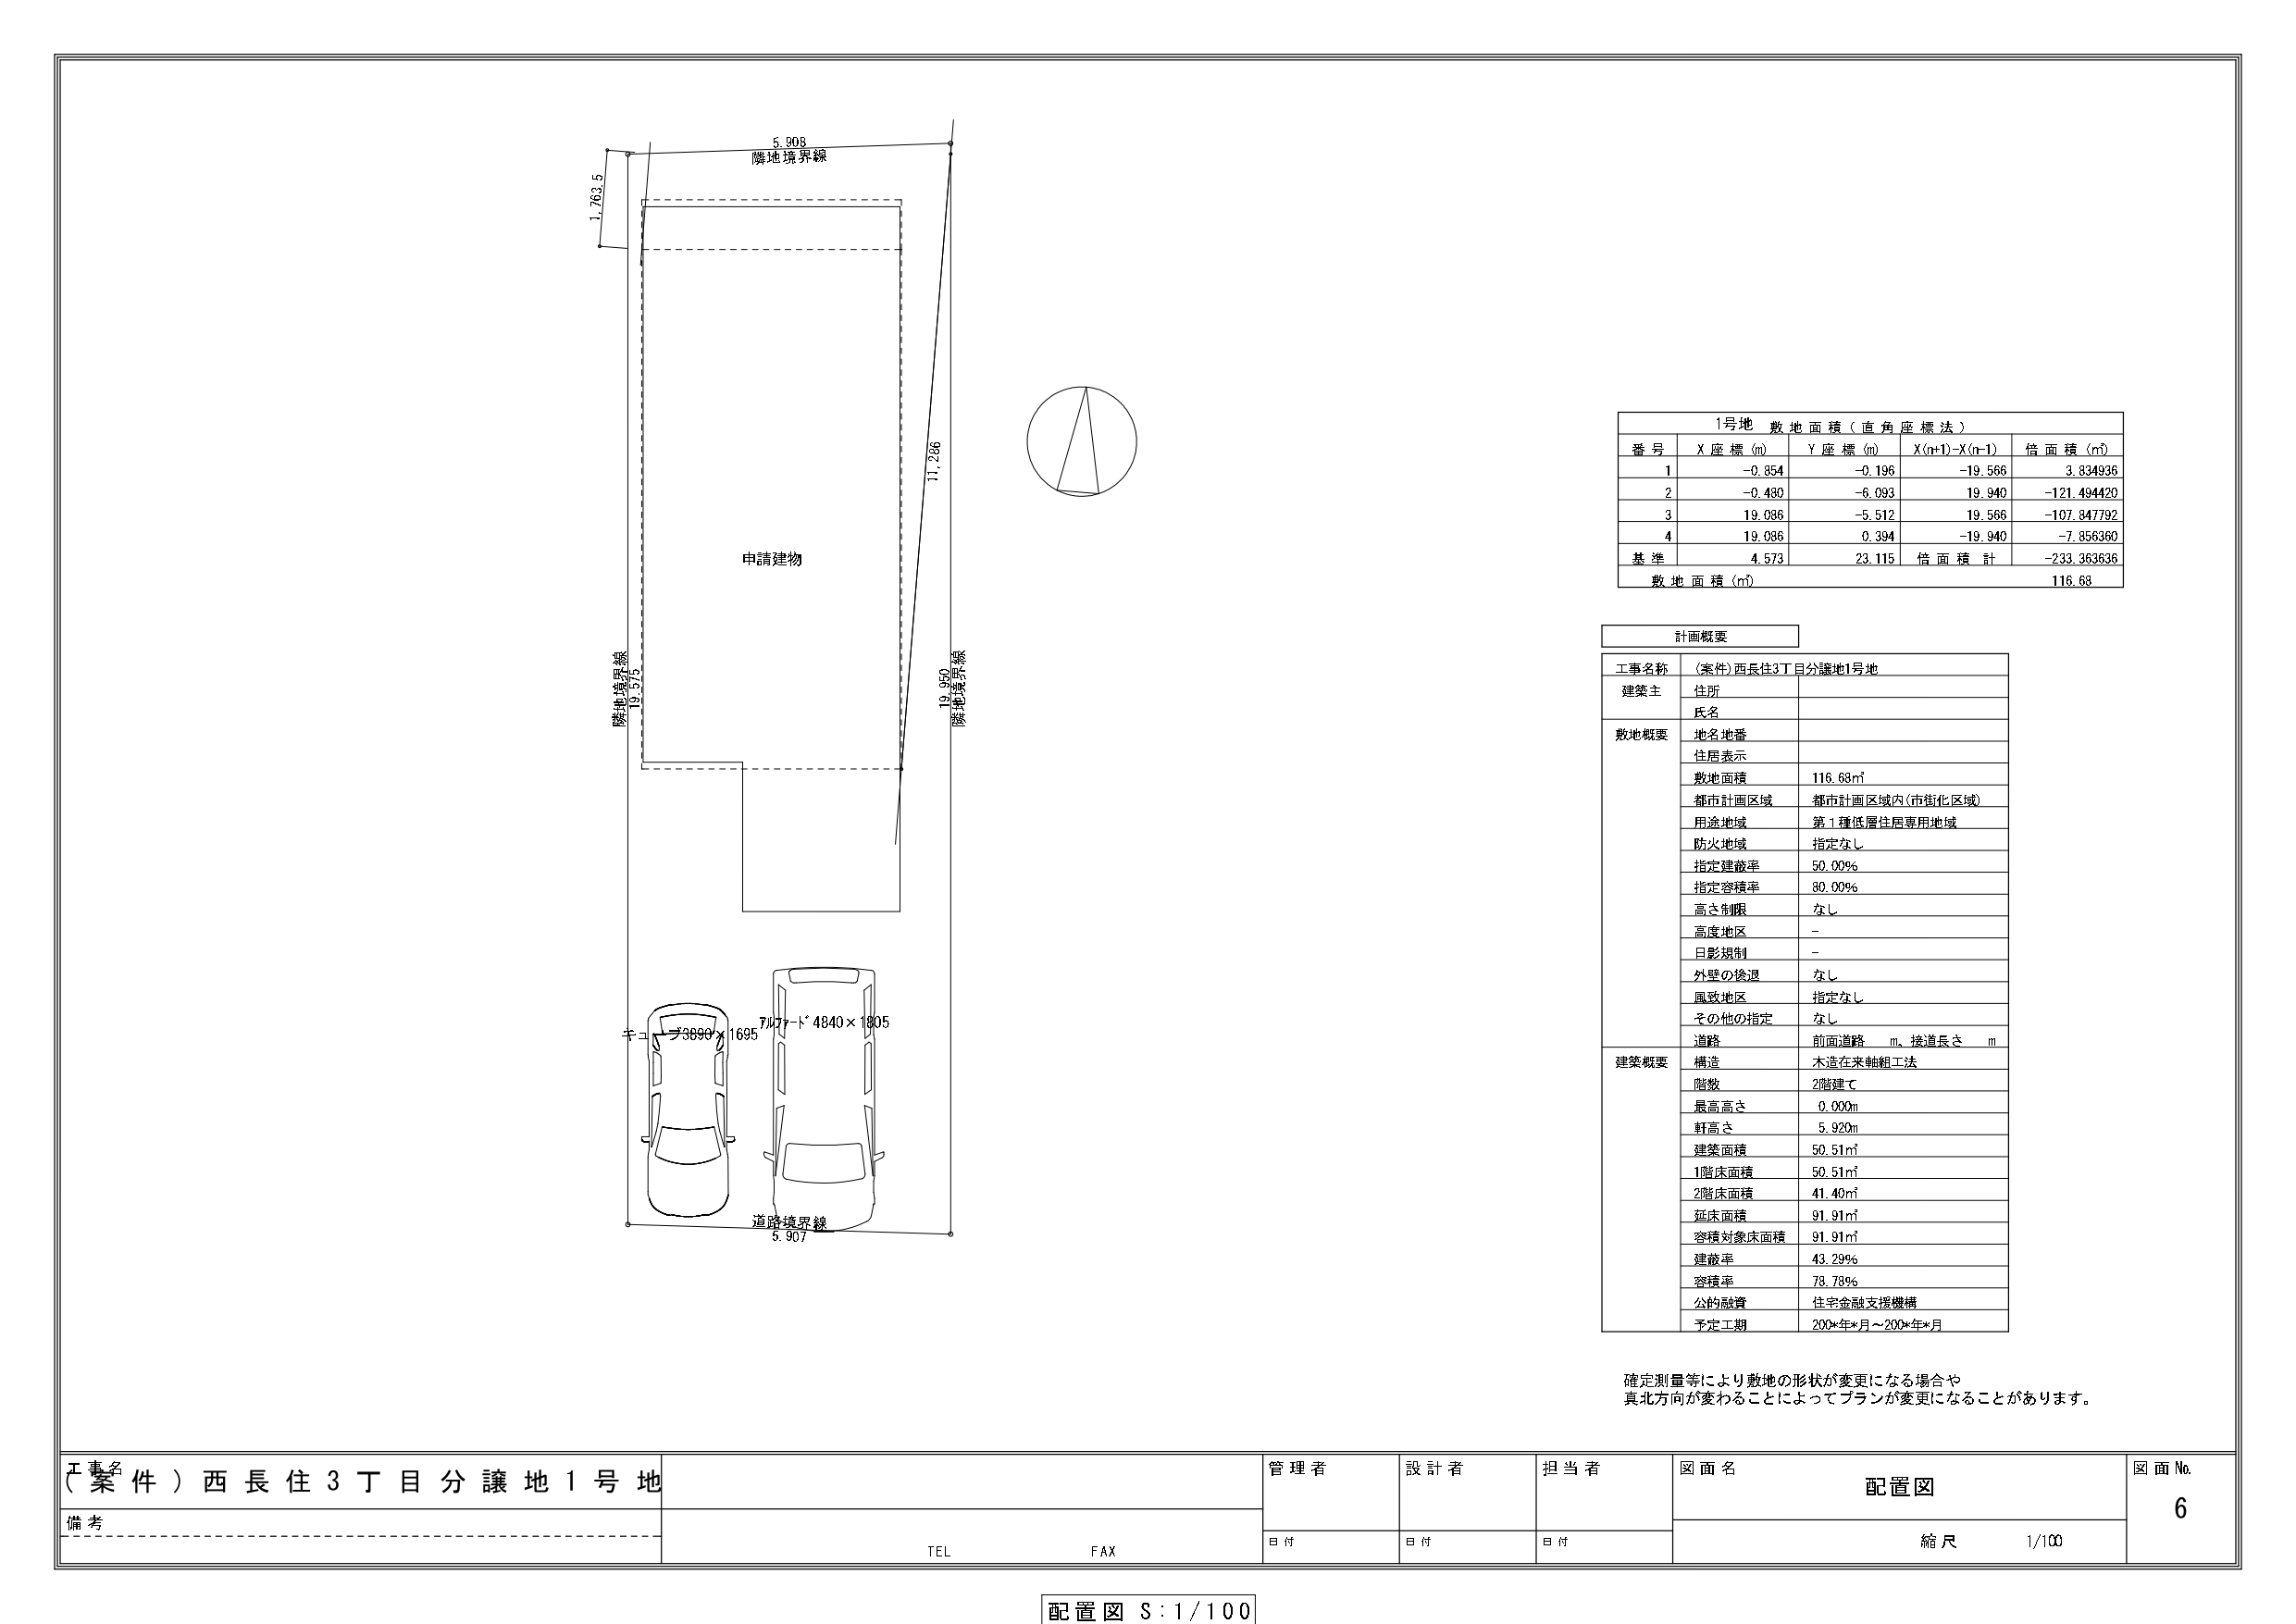 5.908
隣地境界線
1,763.5
11,286
申請建物
隣地境界線
19.575
19.950
隣地境界線
キューブ3890×1695
ｱﾙﾌｧｰﾄﾞ4840×1805
道路境界線
5.907
1号地 敷地面積(直角座標法)
番号 X座標(m) Y座標(m) X(n+1)-X(n-1) 倍面積(㎡)
1 -0.854 -0.196 -19.566 3.834936
2 -0.480 -6.093 19.940 -121.494420
3 19.086 -5.512 19.566 -107.847792
4 19.086 0.394 -19.940 -7.856360
基準 4.573 23.115 倍面積 計 -233.363636
敷地面積(㎡) 116.68
計画概要
工事名称 (案件)西長住3丁目分譲地1号地
建築主 住所
氏名
敷地概要 地名地番
住居表示
敷地面積 116.68㎡
都市計画区域 都市計画区域内(市街化区域)
用途地域 第1種低層住居専用地域
防火地域 指定なし
指定建蔽率 50.00%
指定容積率 80.00%
高さ制限 なし
高度地区 -
日影規制 -
外壁の後退 なし
風致地区 指定なし
その他の指定 なし
道路 前面道路 m、接道長さ m
建築概要 構造 木造在来軸組工法
階数 2階建て
最高高さ 0.000m
軒高さ 5.920m
建築面積 50.51㎡
1階床面積 50.51㎡
2階床面積 41.40㎡
延床面積 91.91㎡
容積対象床面積 91.91㎡
建蔽率 43.29%
容積率 78.78%
公的融資 住宅金融支援機構
予定工期 200*年*月～200*年*月
確定測量等により敷地の形状が変更になる場合や
真北方向が変わることによってプランが変更になることがあります。
工事名
(案件)西長住3丁目分譲地1号地
備考
TEL FAX
管理者 設計者 担当者
日付 日付 日付
図面名
配置図
縮尺 1/100
図面№
6
配置図 S:1/100